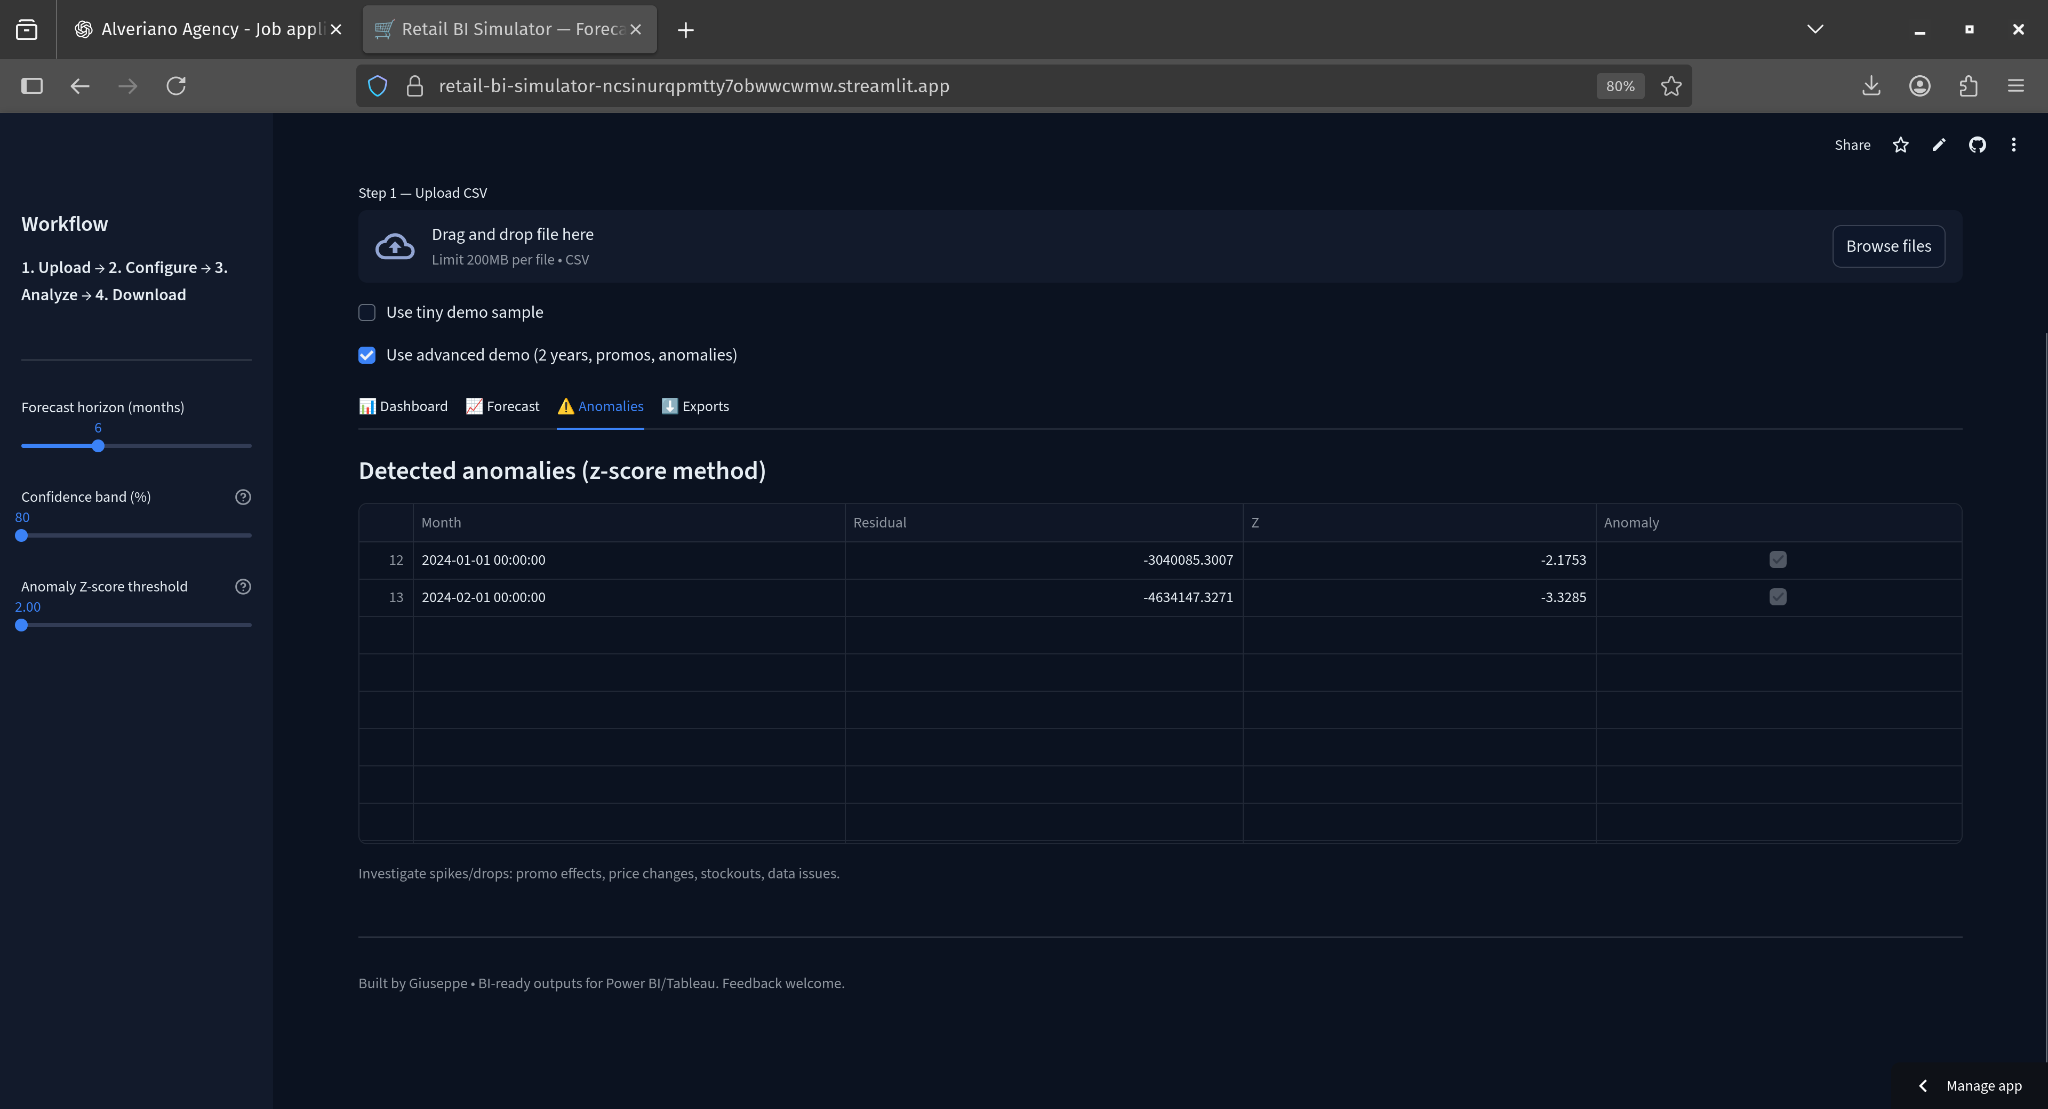 Alveriano Agency - Job appli
Retail BI Simulator — Foreca
retail-bi-simulator-ncsinurqpmtty7obwwcwmw.streamlit.app
80%
Share
Workflow
1. Upload → 2. Configure → 3.
Analyze → 4. Download
Forecast horizon (months)
6
Confidence band (%)
80
Anomaly Z-score threshold
2.00
Step 1 — Upload CSV
Drag and drop file here
Limit 200MB per file • CSV
Browse files
Use tiny demo sample
Use advanced demo (2 years, promos, anomalies)
Dashboard Forecast Anomalies Exports
Detected anomalies (z-score method)
Month Residual Z Anomaly
12 2024-01-01 00:00:00 -3040085.3007 -2.1753
13 2024-02-01 00:00:00 -4634147.3271 -3.3285
Investigate spikes/drops: promo effects, price changes, stockouts, data issues.
Built by Giuseppe • BI-ready outputs for Power BI/Tableau. Feedback welcome.
Manage app